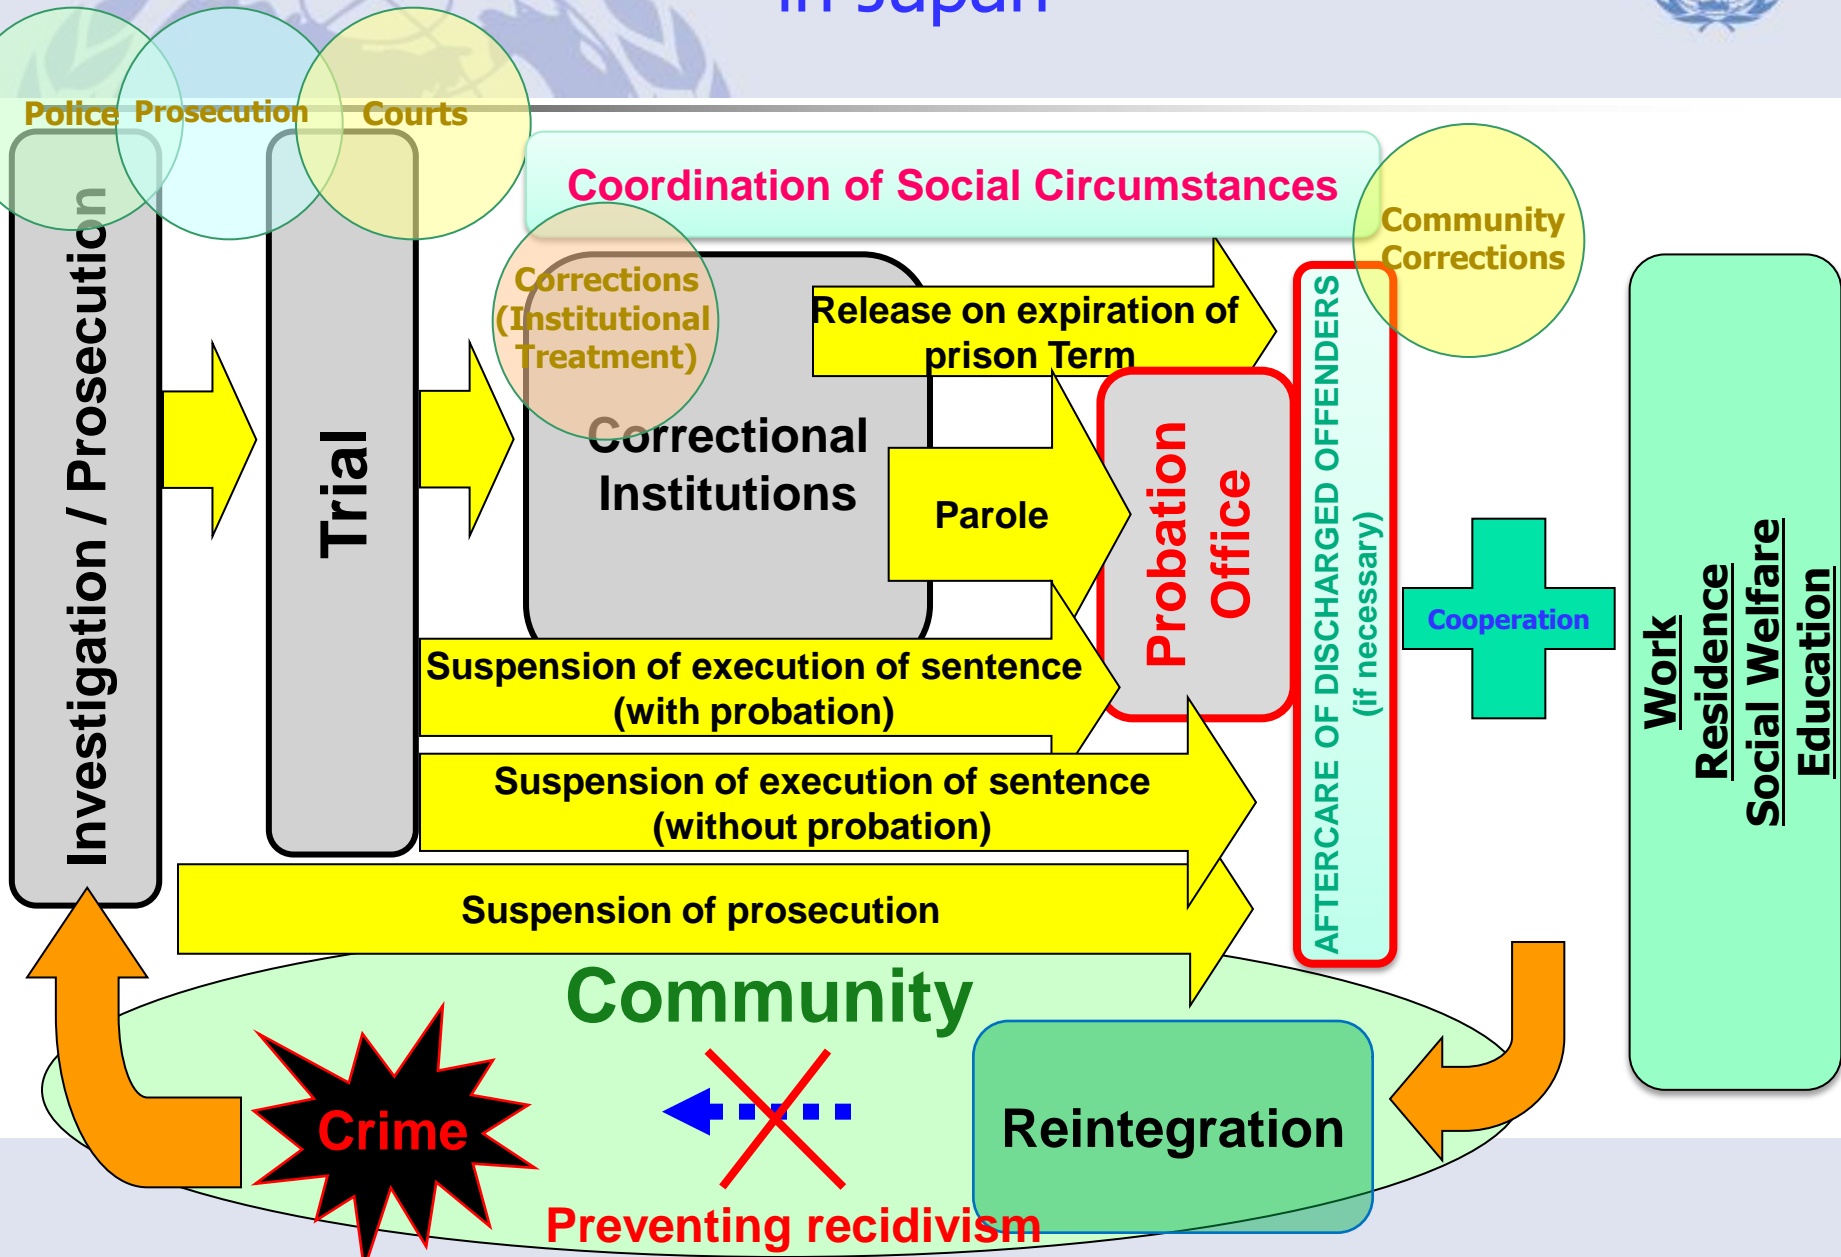 in Japan
Police
Prosecution
Courts
Coordination of Social Circumstances
Community
Corrections
Corrections
(Institutional
Treatment)
Release on expiration of
prison Term
Investigation / Prosecution
Trial
Correctional
Institutions
Parole
Probation
Office
AFTERCARE OF DISCHARGED OFFENDERS
(if necessary)
Cooperation
Work
Residence
Social Welfare
Education
Suspension of execution of sentence
(with probation)
Suspension of execution of sentence
(without probation)
Suspension of prosecution
Community
Crime
Reintegration
Preventing recidivism